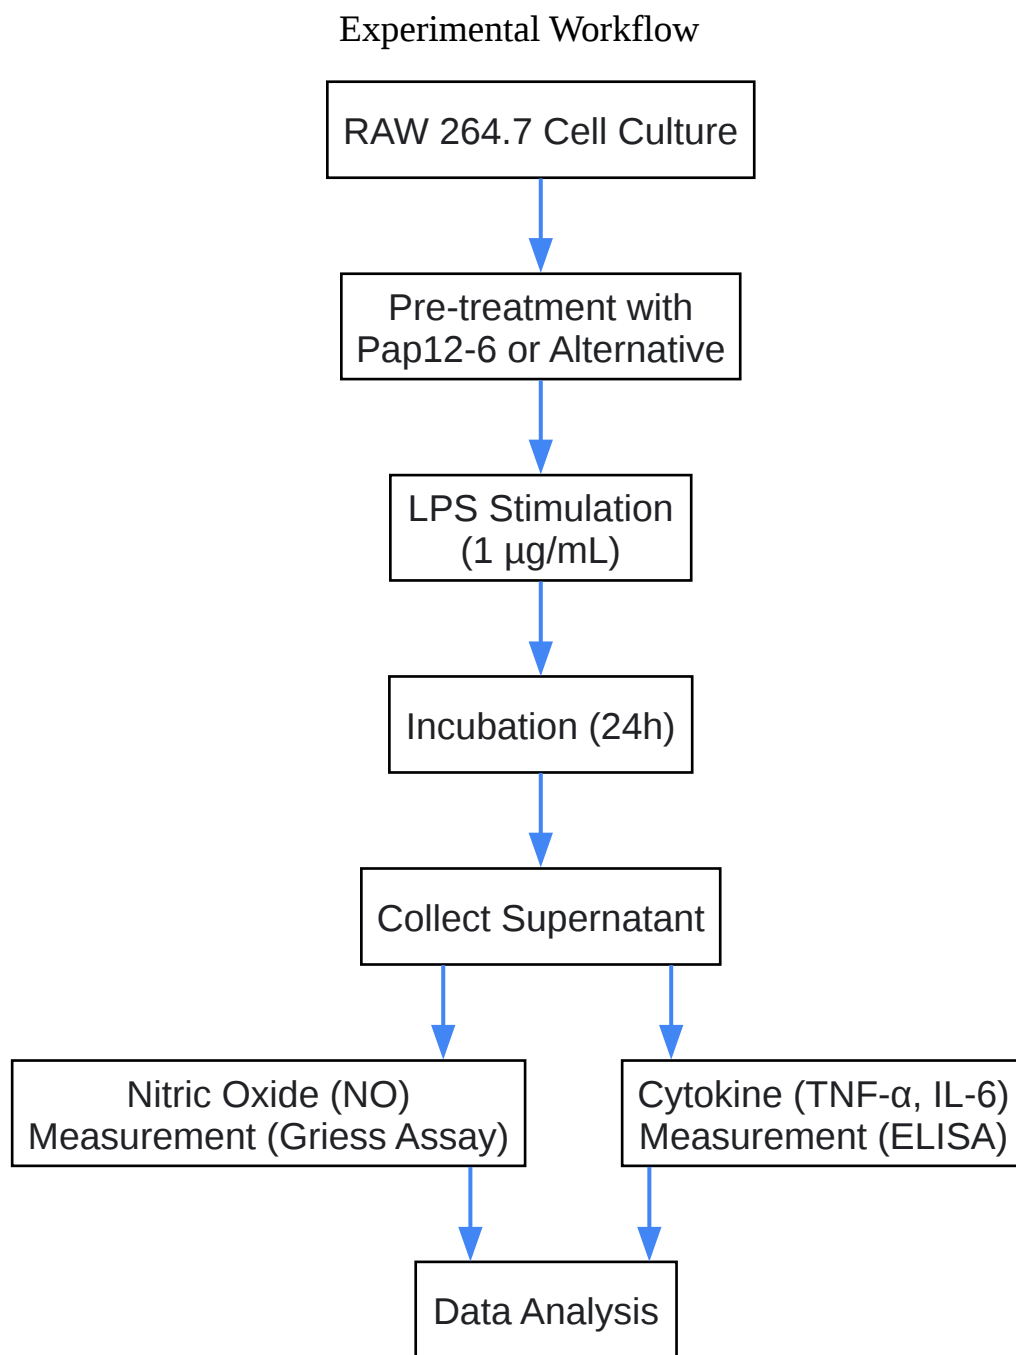 Experimental Workflow
RAW 264.7 Cell Culture
Pre-treatment with
Pap12-6 or Alternative
LPS Stimulation
(1 µg/mL)
Incubation (24h)
Collect Supernatant
Nitric Oxide (NO)
Measurement (Griess Assay)
Cytokine (TNF-α, IL-6)
Measurement (ELISA)
Data Analysis